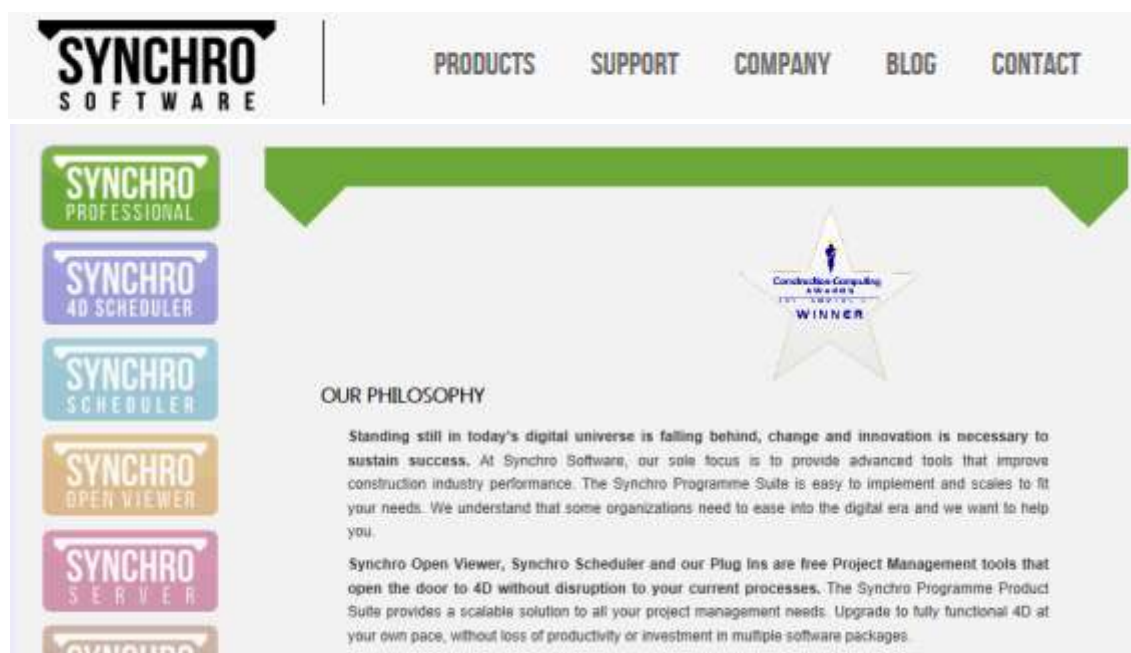 SYNCHRO
SOFTWARE
PRODUCTS SUPPORT COMPANY BLOG CONTACT
SYNCHRO
PROFESSIONAL
SYNCHRO
4D SCHEDULER
SYNCHRO
SCHEDULER
SYNCHRO
OPEN VIEWER
SYNCHRO
SERVER
SYNCHRO
Construction Computing
AWARDS
WINNER
OUR PHILOSOPHY
Standing still in today's digital universe is falling behind, change and innovation is necessary to
sustain success. At Synchro Software, our sole focus is to provide advanced tools that improve
construction industry performance. The Synchro Programme Suite is easy to implement and scales to fit
your needs. We understand that some organizations need to ease into the digital era and we want to help
you.
Synchro Open Viewer, Synchro Scheduler and our Plug Ins are free Project Management tools that
open the door to 4D without disruption to your current processes. The Synchro Programme Product
Suite provides a scalable solution to all your project management needs. Upgrade to fully functional 4D at
your own pace, without loss of productivity or investment in multiple software packages.